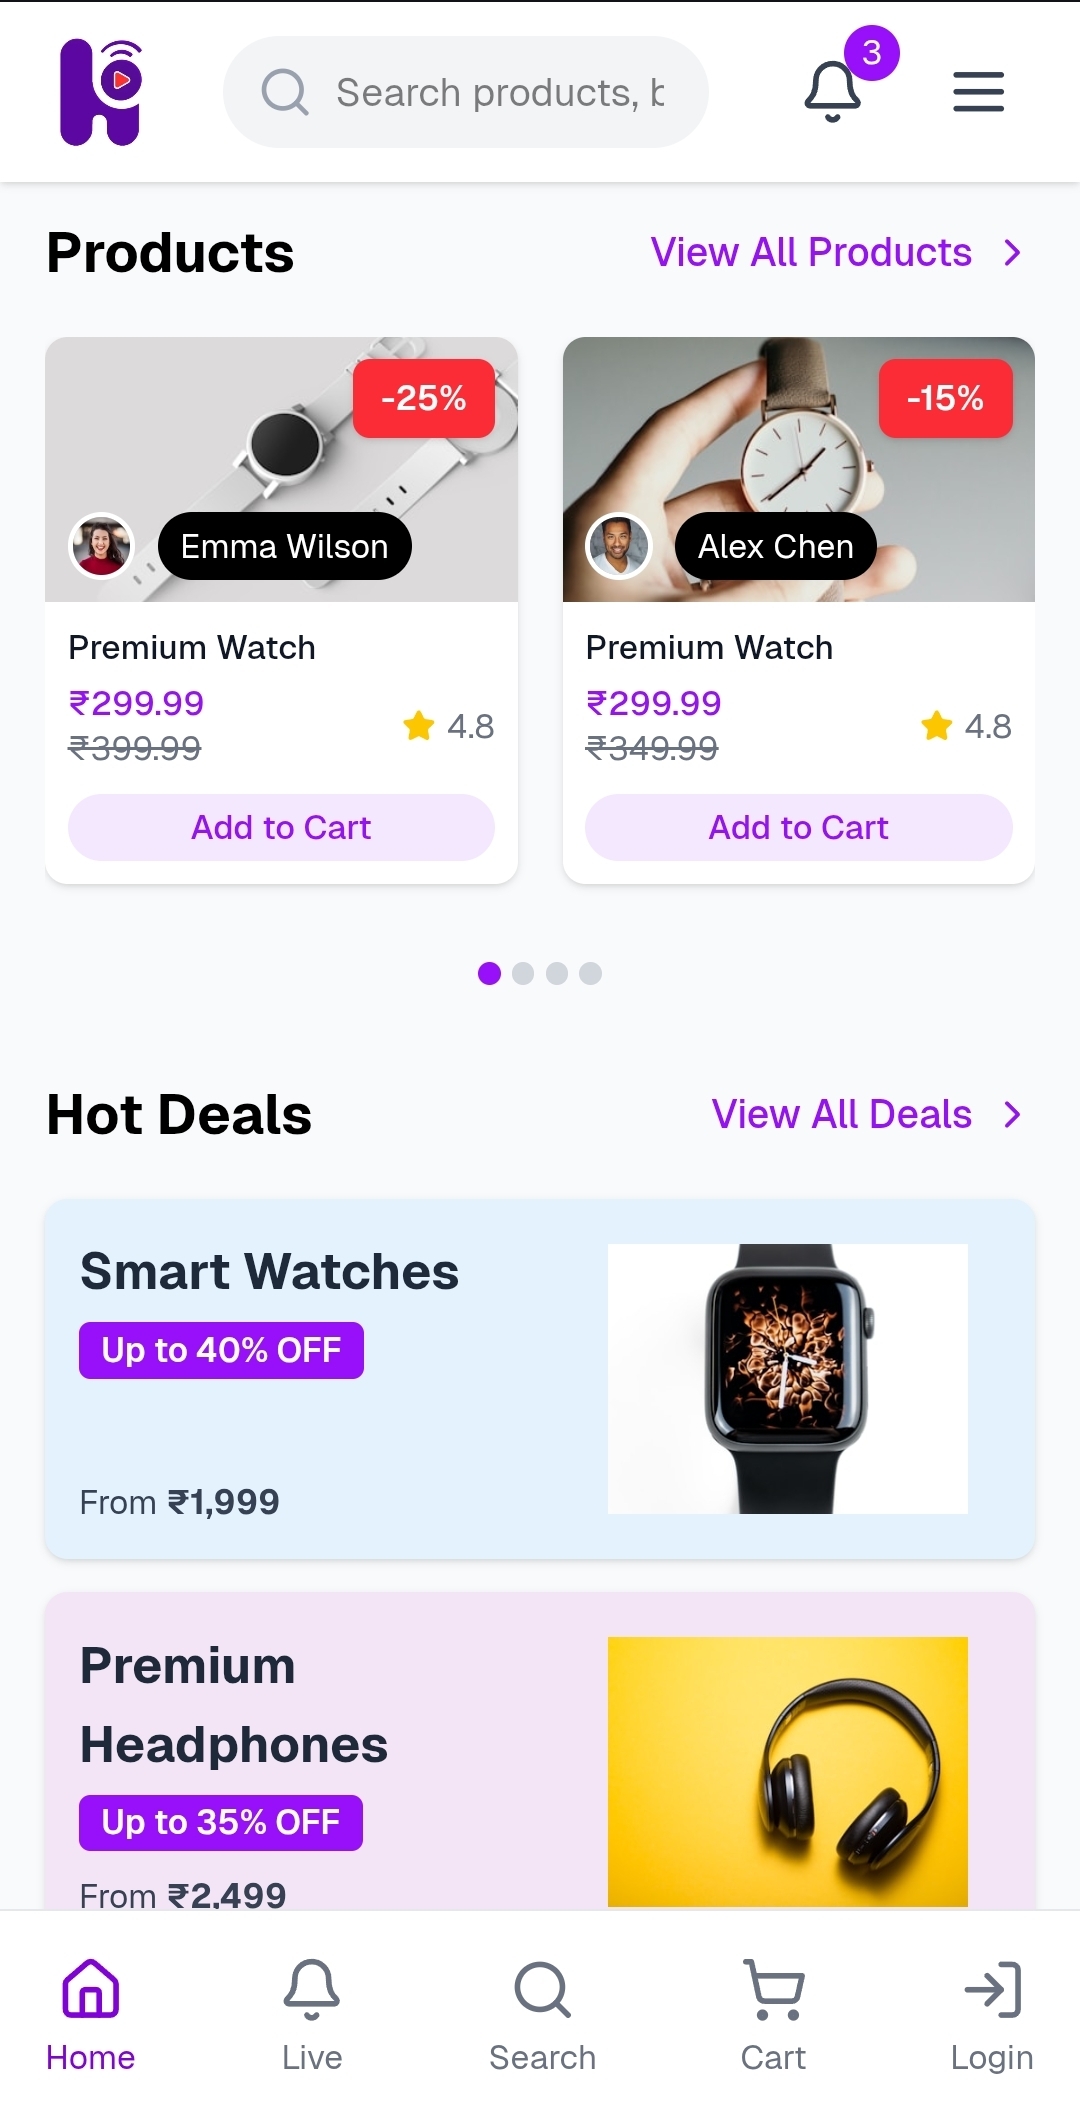 Search products, b
3
Products
View All Products
-25%
Emma Wilson
Premium Watch
₹299.99
₹399.99
4.8
Add to Cart
-15%
Alex Chen
Premium Watch
₹299.99
₹349.99
4.8
Add to Cart
Hot Deals
View All Deals
Smart Watches
Up to 40% OFF
From ₹1,999
Premium
Headphones
Up to 35% OFF
From ₹2,499
Home
Live
Search
Cart
Login